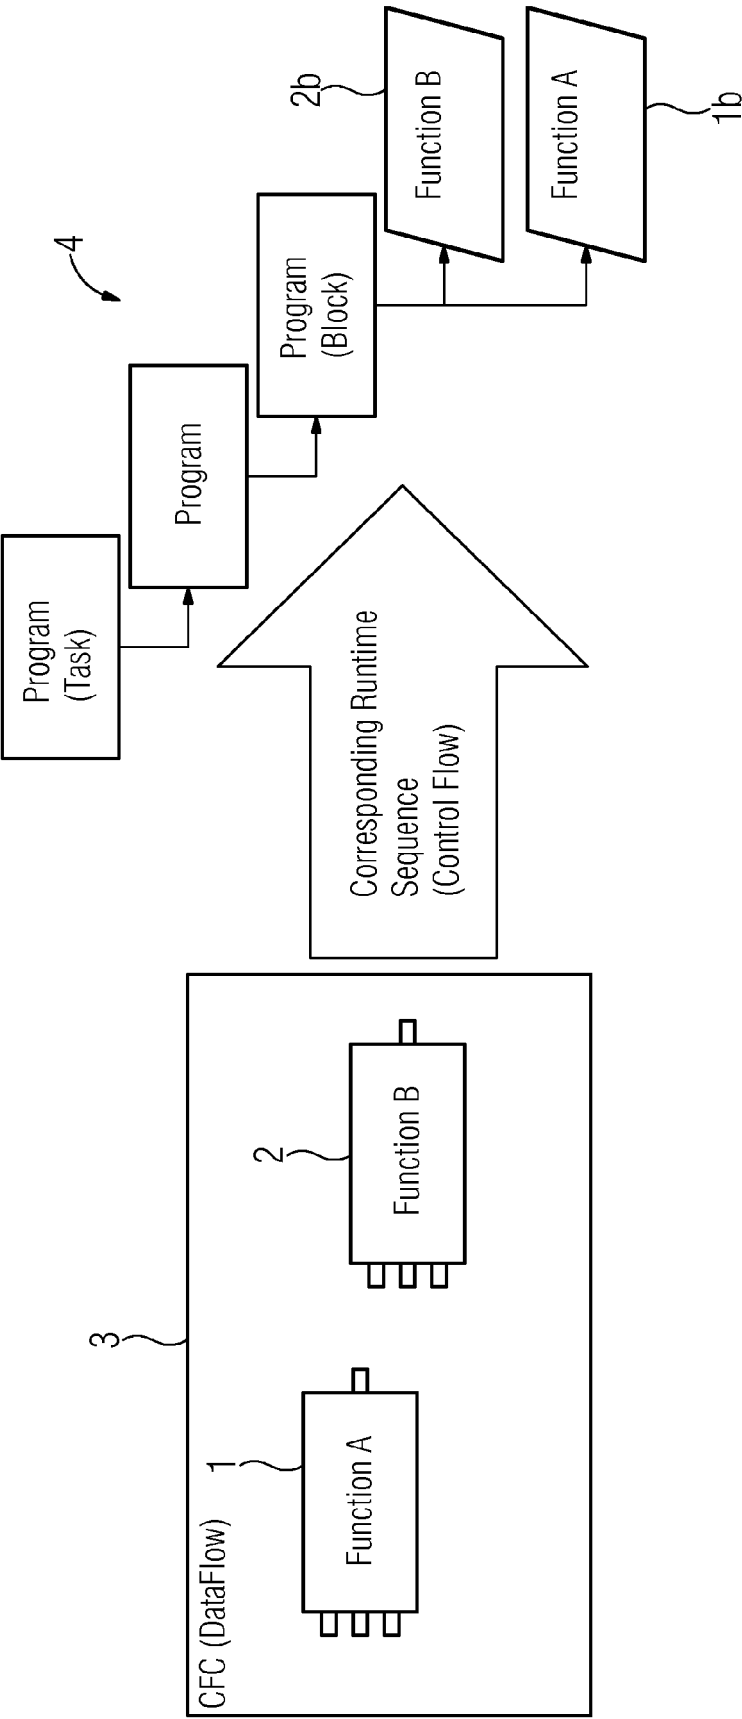 CFC (DataFlow)
3
1
Function A
2
Function B
Corresponding Runtime
Sequence
(Control Flow)
4
Program
(Task)
Program
Program
(Block)
2b
Function B
Function A
1b